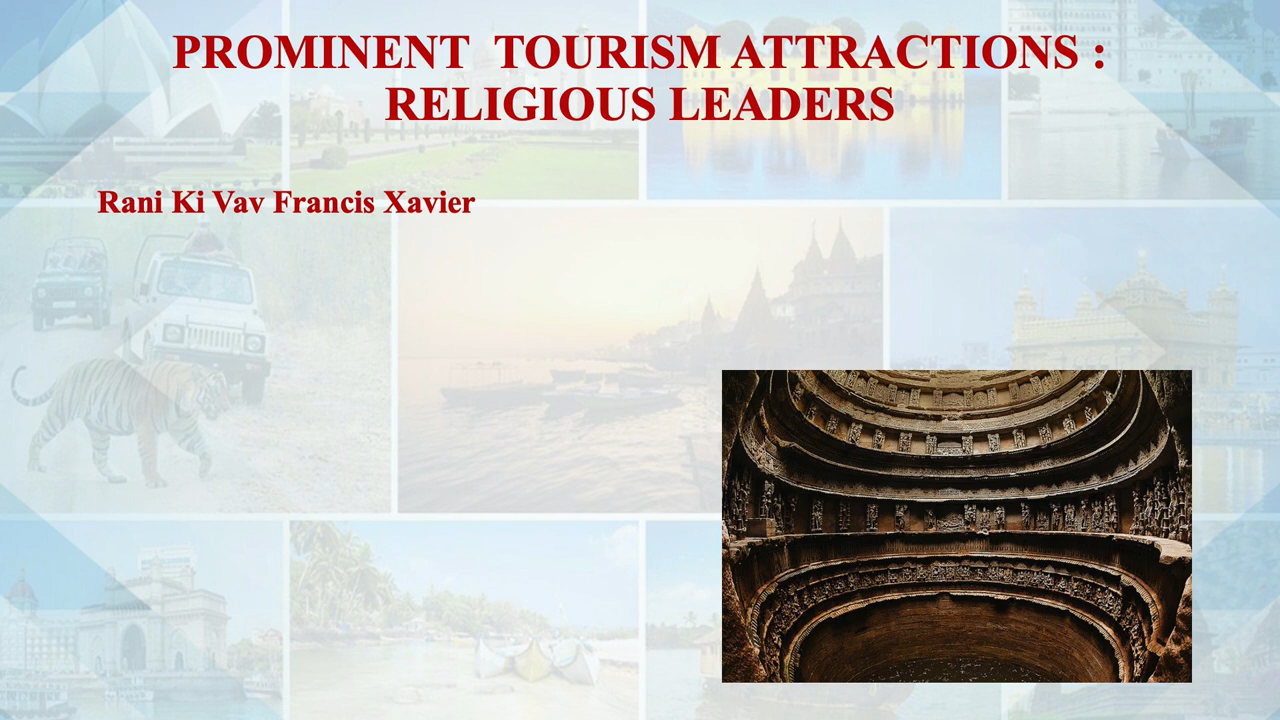 PROMINENT TOURISM ATTRACTIONS :
RELIGIOUS LEADERS
Rani Ki Vav Francis Xavier